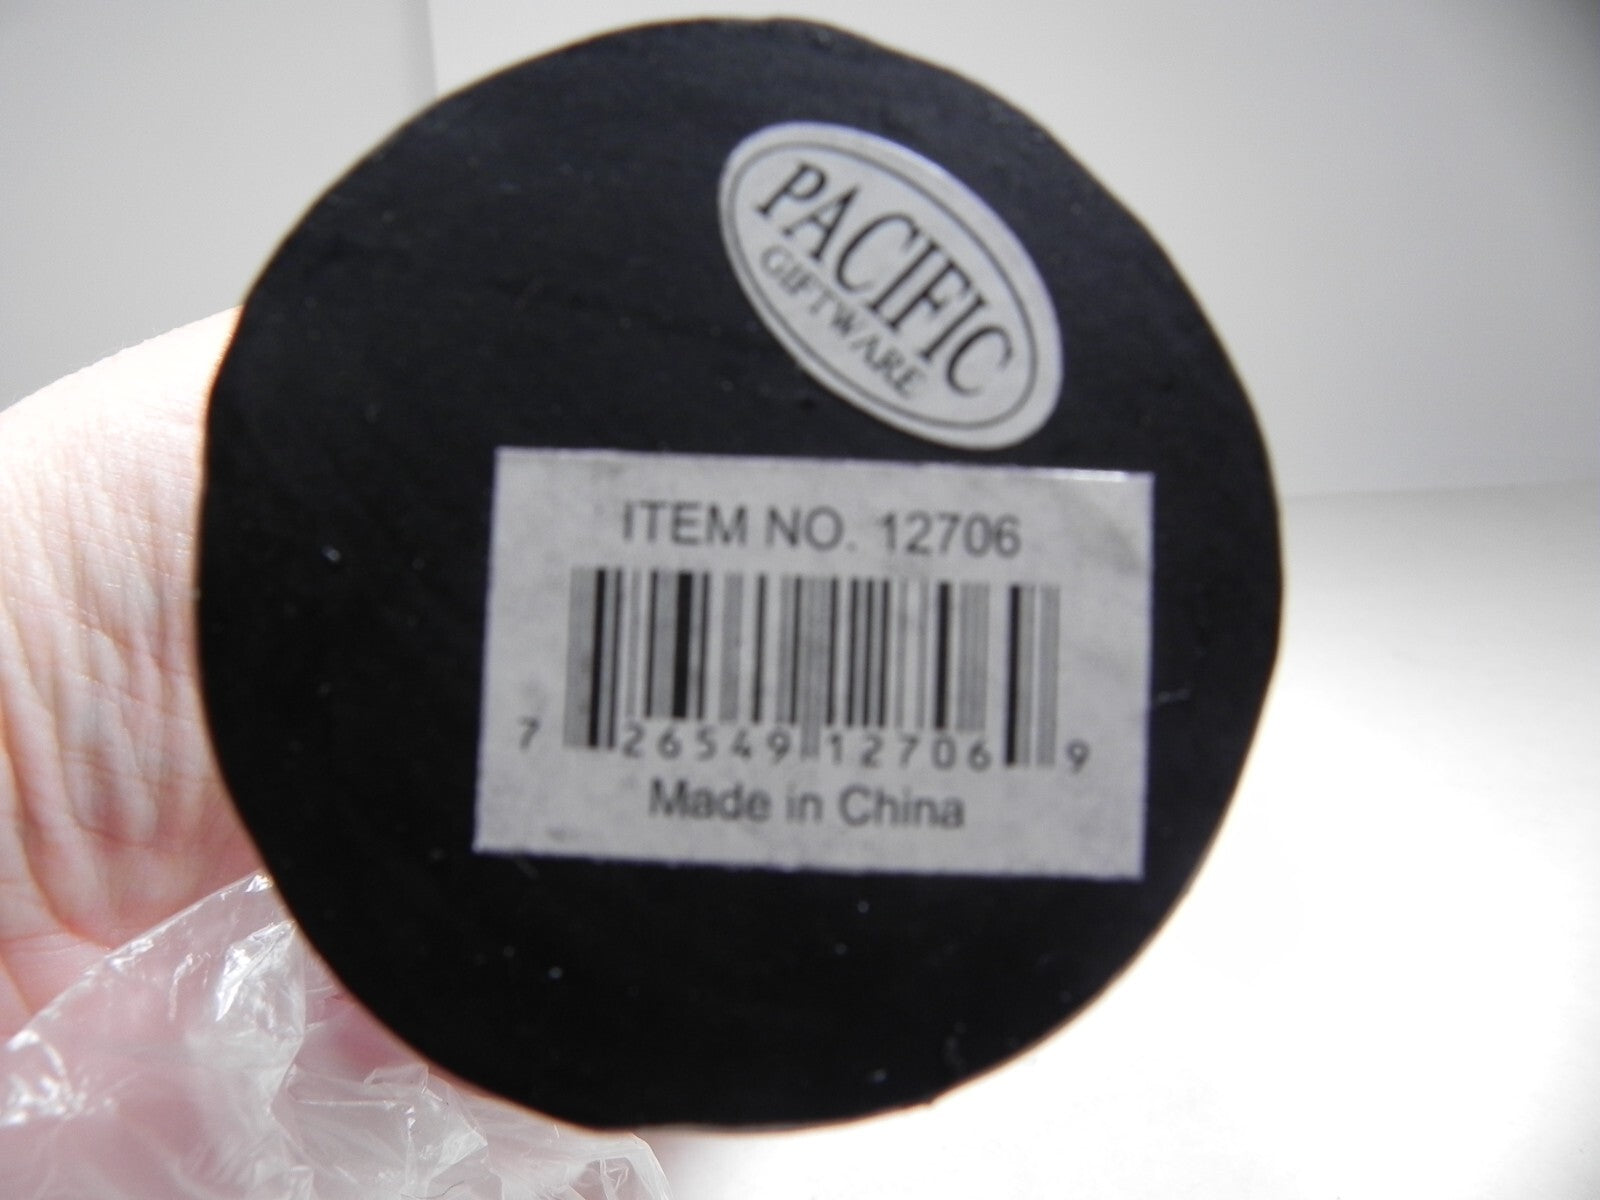 PACIFIC
GIFTWARE
ITEM NO. 12706
7 26549 12706 9
Made in China